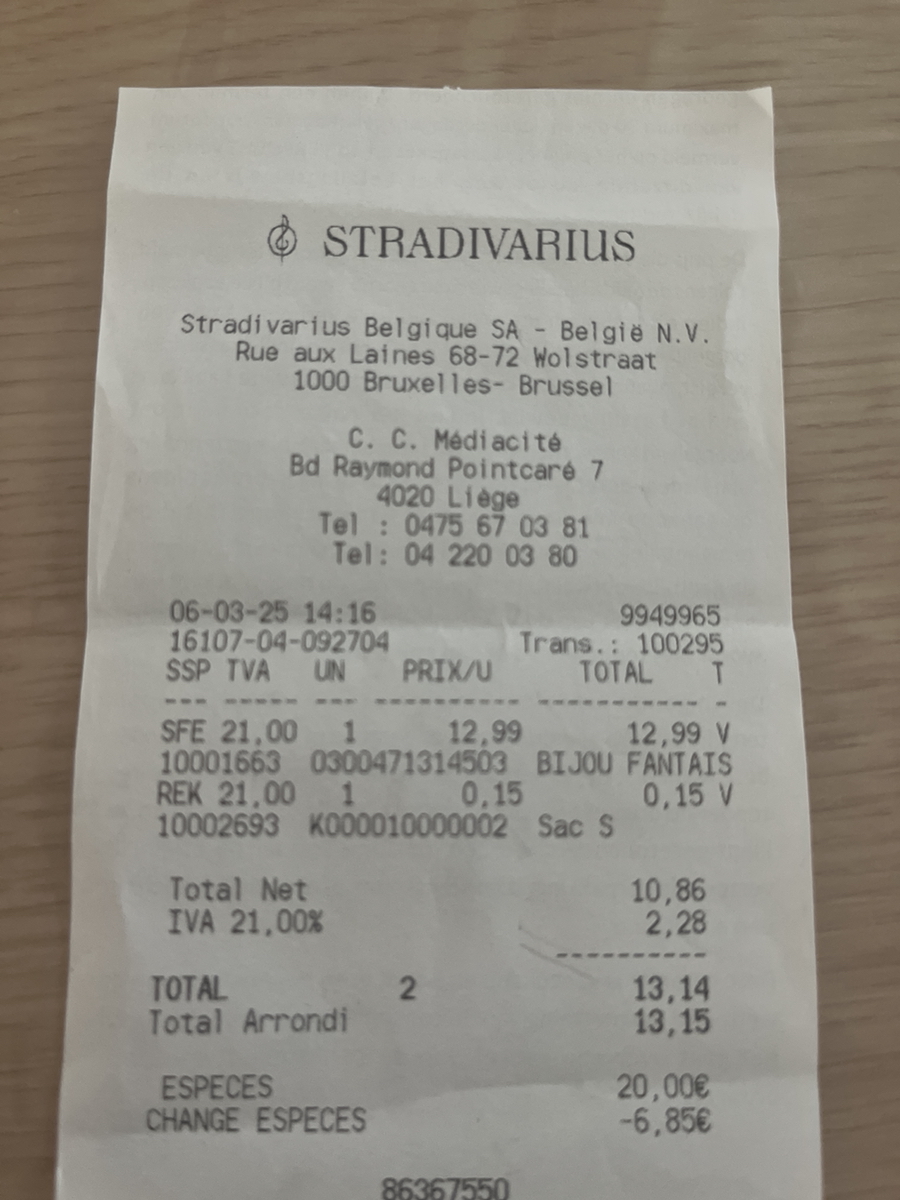 STRADIVARIUS
Stradivarius Belgique SA - België N.V.
Rue aux Laines 68-72 Wolstraat
1000 Bruxelles- Brussel
C. C. Médiacité
Bd Raymond Pointcaré 7
4020 Liège
Tel : 0475 67 03 81
Tel: 04 220 03 80
06-03-25 14:16 9949965
16107-04-092704 Trans.: 100295
SSP TVA UN PRIX/U TOTAL T
--- ----- --- ---------- ----------- -
SFE 21,00 1 12,99 12,99 V
10001663 0300471314503 BIJOU FANTAIS
REK 21,00 1 0,15 0,15 V
10002693 K000010000002 Sac S
Total Net 10,86
IVA 21,00% 2,28
----------
TOTAL 2 13,14
Total Arrondi 13,15
ESPECES 20,00€
CHANGE ESPECES -6,85€
86367550